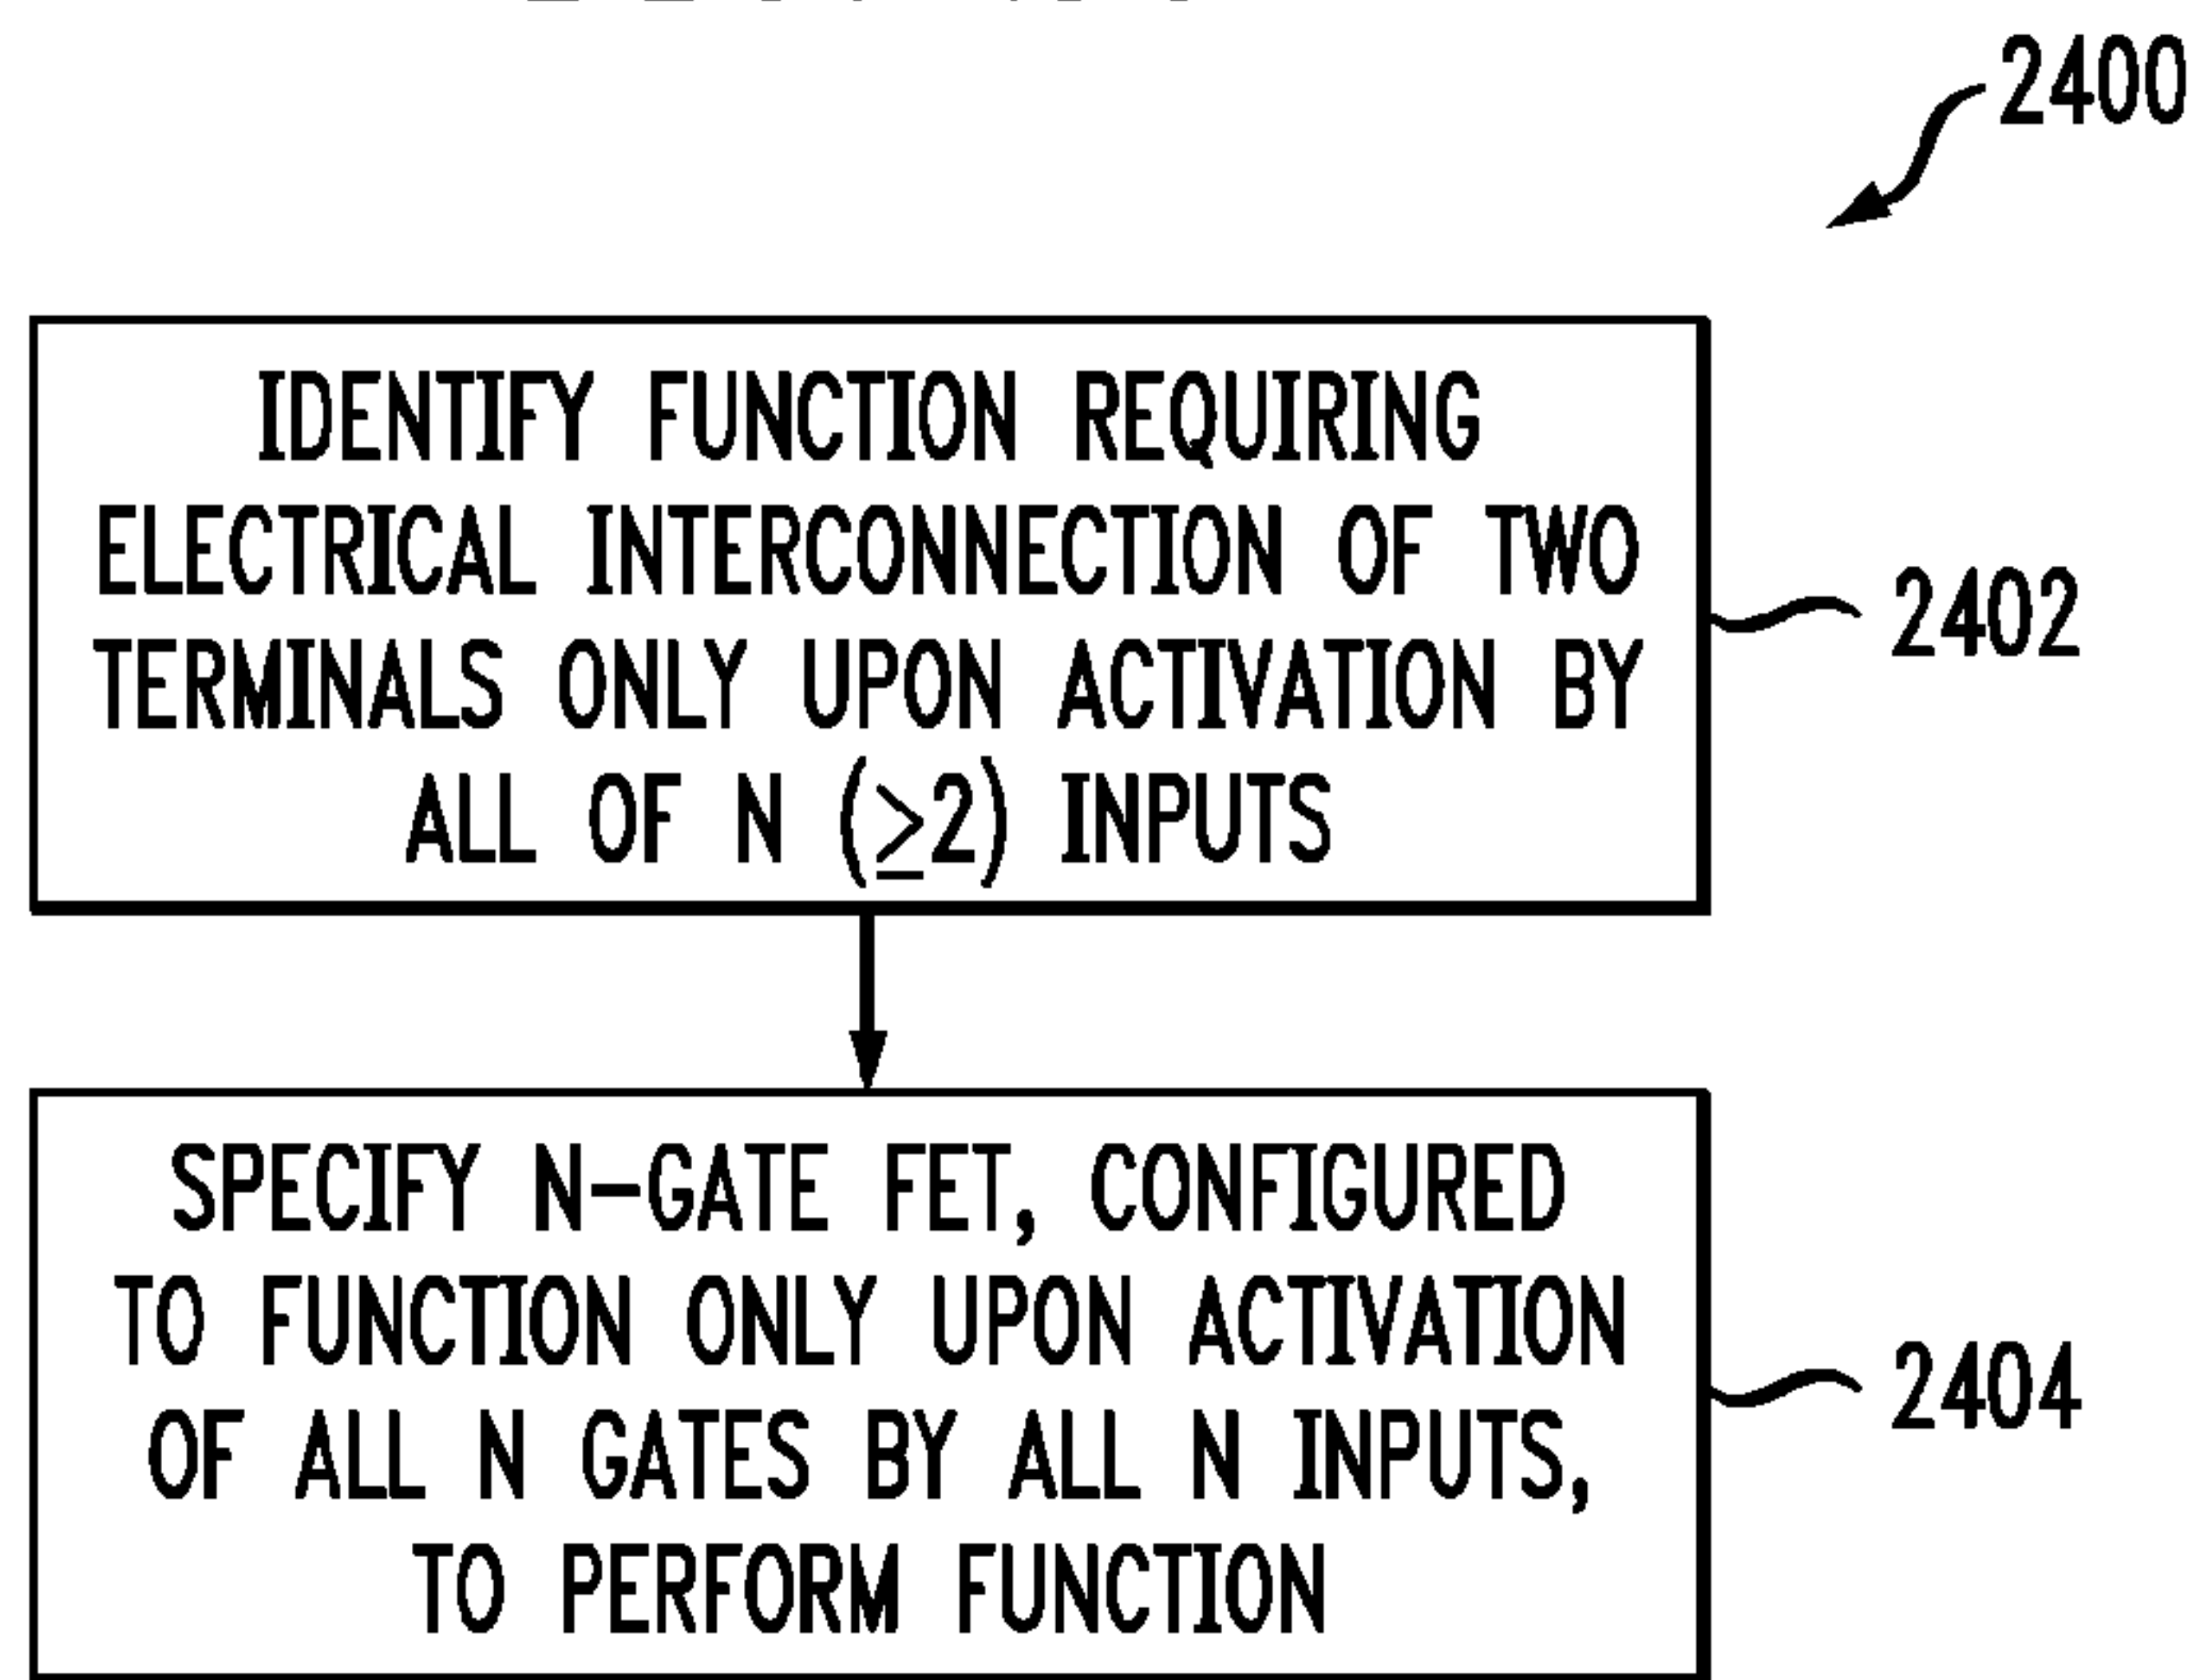 2400
IDENTIFY FUNCTION REQUIRING
ELECTRICAL INTERCONNECTION OF TWO
TERMINALS ONLY UPON ACTIVATION BY
ALL OF N (≥2) INPUTS
2402
SPECIFY N-GATE FET, CONFIGURED
TO FUNCTION ONLY UPON ACTIVATION
OF ALL N GATES BY ALL N INPUTS,
TO PERFORM FUNCTION
2404